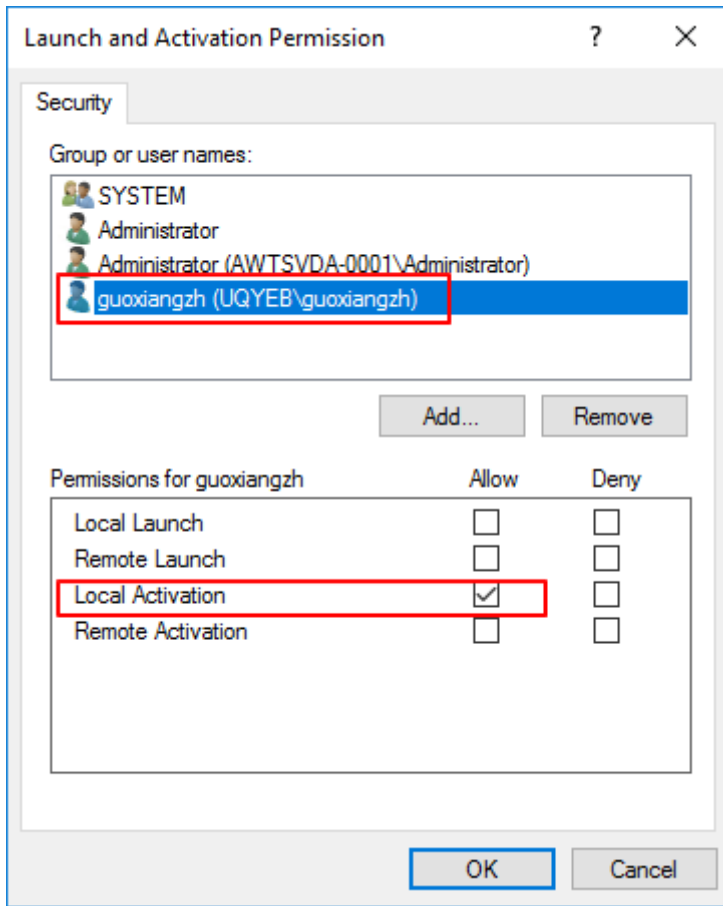 Launch and Activation Permission ?
Security
Group or user names:
SYSTEM
Administrator
Administrator (AWTSVDA-0001\Administrator)
guoxiangzh (UQYEB\guoxiangzh)
Add... Remove
Permissions for guoxiangzh Allow Deny
Local Launch
Remote Launch
Local Activation
Remote Activation
OK Cancel